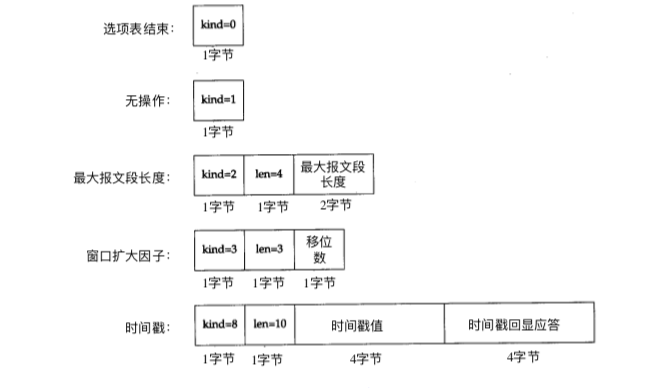 选项表结束： kind=0
1字节
无操作： kind=1
1字节
最大报文段长度： kind=2 len=4 最大报文段
长度
1字节 1字节 2字节
窗口扩大因子： kind=3 len=3 移位
数
1字节 1字节 1字节
时间戳： kind=8 len=10 时间戳值 时间戳回显应答
1字节 1字节 4字节 4字节